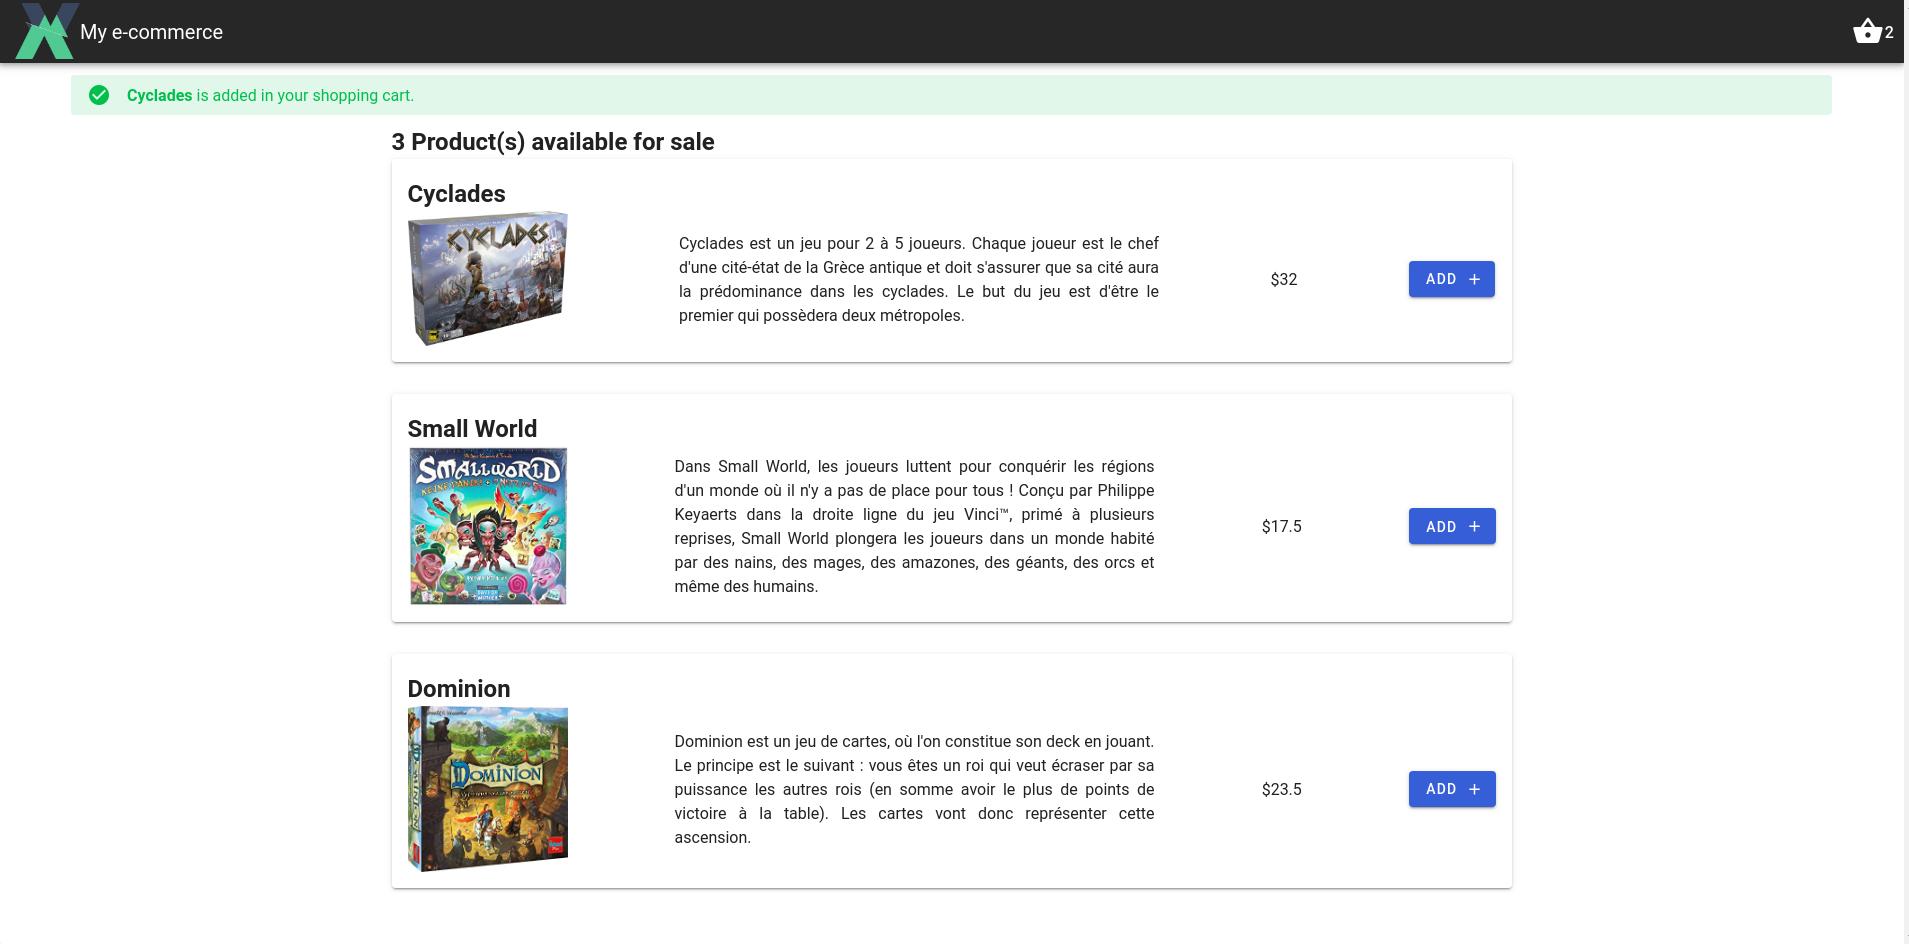 My e-commerce
2
Cyclades is added in your shopping cart.
3 Product(s) available for sale
Cyclades
CYCLADES
Cyclades est un jeu pour 2 à 5 joueurs. Chaque joueur est le chef
d'une cité-état de la Grèce antique et doit s'assurer que sa cité aura
la prédominance dans les cyclades. Le but du jeu est d'être le
premier qui possèdera deux métropoles.
$32
ADD +
Small World
SMALLWORLD
Dans Small World, les joueurs luttent pour conquérir les régions
d'un monde où il n'y a pas de place pour tous ! Conçu par Philippe
Keyaerts dans la droite ligne du jeu Vinci™, primé à plusieurs
reprises, Small World plongera les joueurs dans un monde habité
par des nains, des mages, des amazones, des géants, des orcs et
même des humains.
$17.5
ADD +
Dominion
DOMINION
Dominion est un jeu de cartes, où l'on constitue son deck en jouant.
Le principe est le suivant : vous êtes un roi qui veut écraser par sa
puissance les autres rois (en somme avoir le plus de points de
victoire à la table). Les cartes vont donc représenter cette
ascension.
$23.5
ADD +